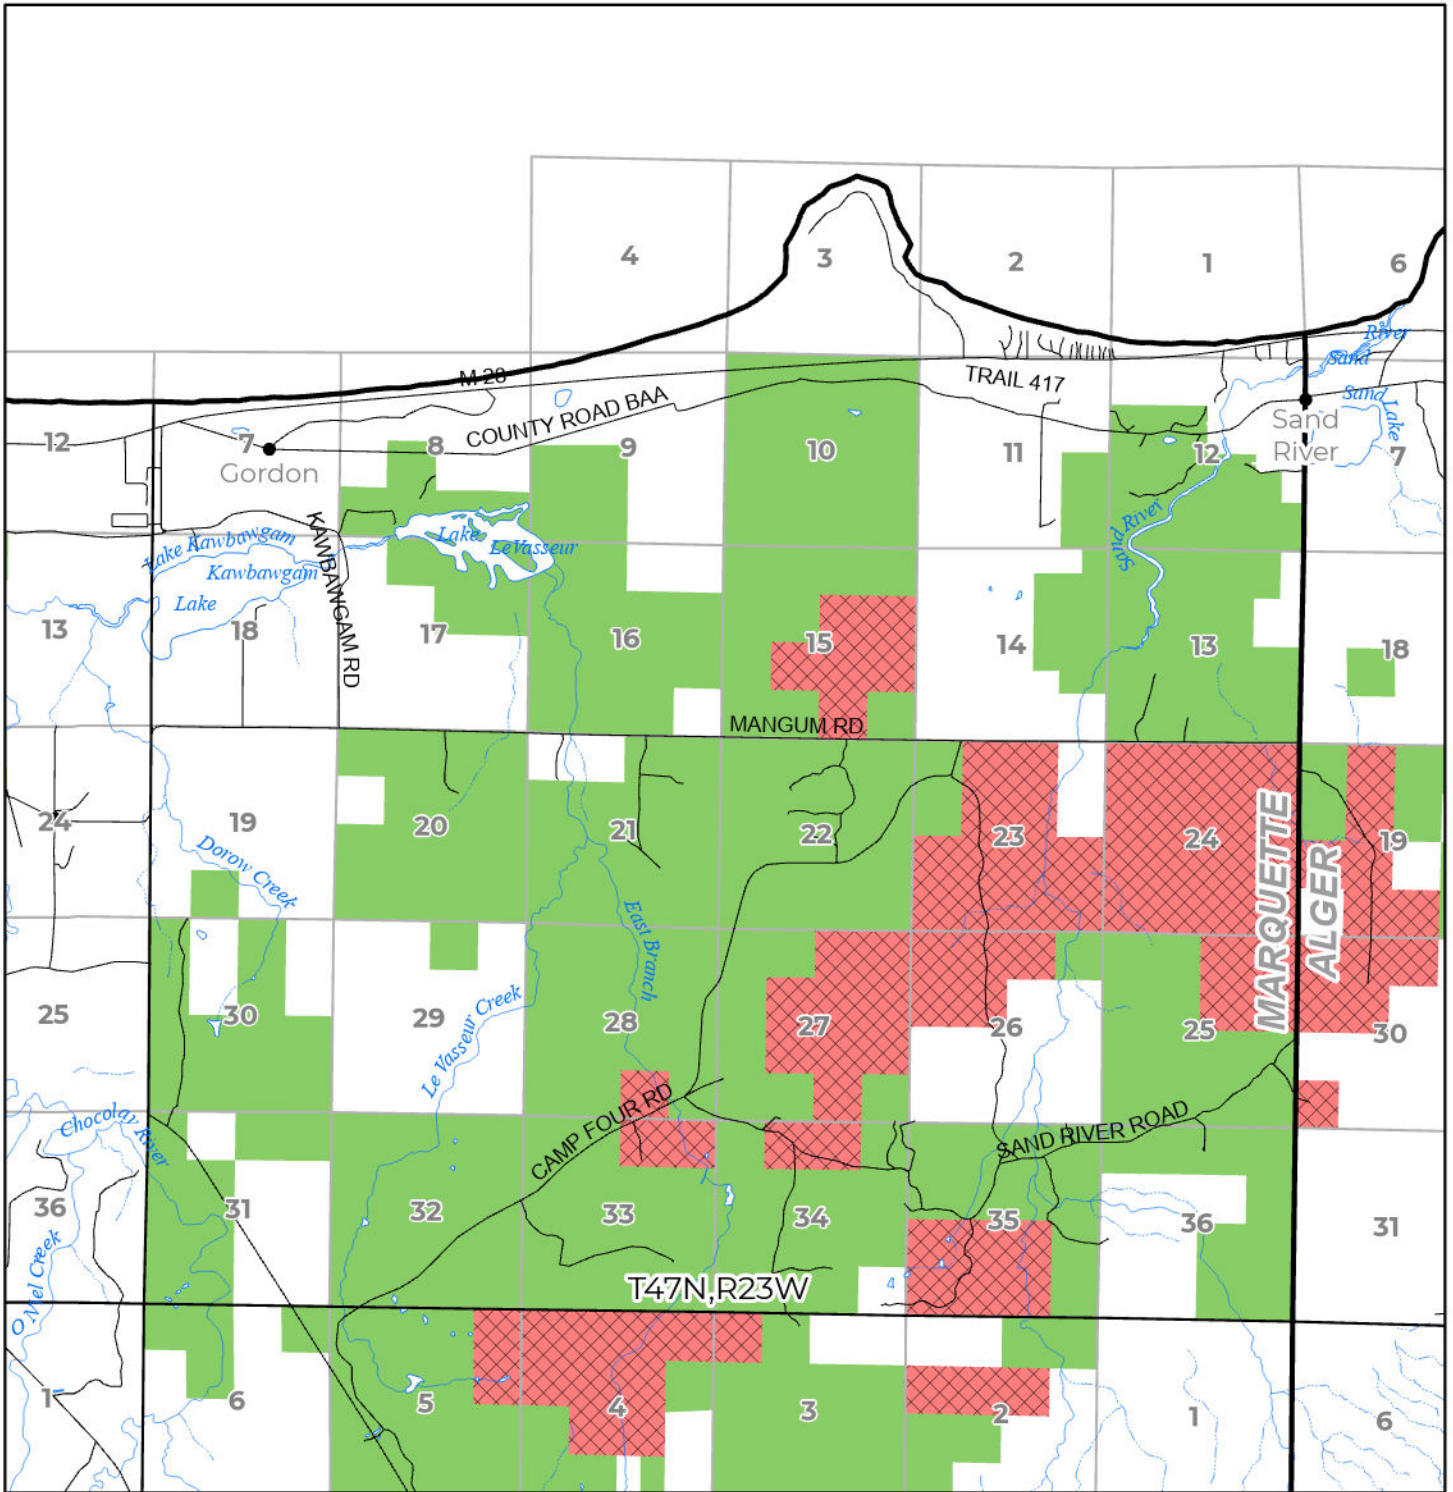 4
3
2
1
6
River
Sand
M 28
TRAIL 417
COUNTY ROAD BAA
Sand Lake
Sand
River
12
7
Gordon
8
9
10
11
12
7
KAWBAWGAM RD
Lake Kawbawgam
Kawbawgam
Lake
Lake
LeVasseur
Sand River
13
18
17
16
15
14
13
18
MANGUM RD
24
19
20
21
22
23
24
19
Dorow Creek
East Branch
MARQUETTE
ALGER
25
30
29
28
27
26
25
30
Le Vasseur Creek
CAMP FOUR RD
SAND RIVER ROAD
Chocolay River
36
31
32
33
34
35
36
31
O Niel Creek
T47N,R23W
1
6
5
4
3
2
1
6